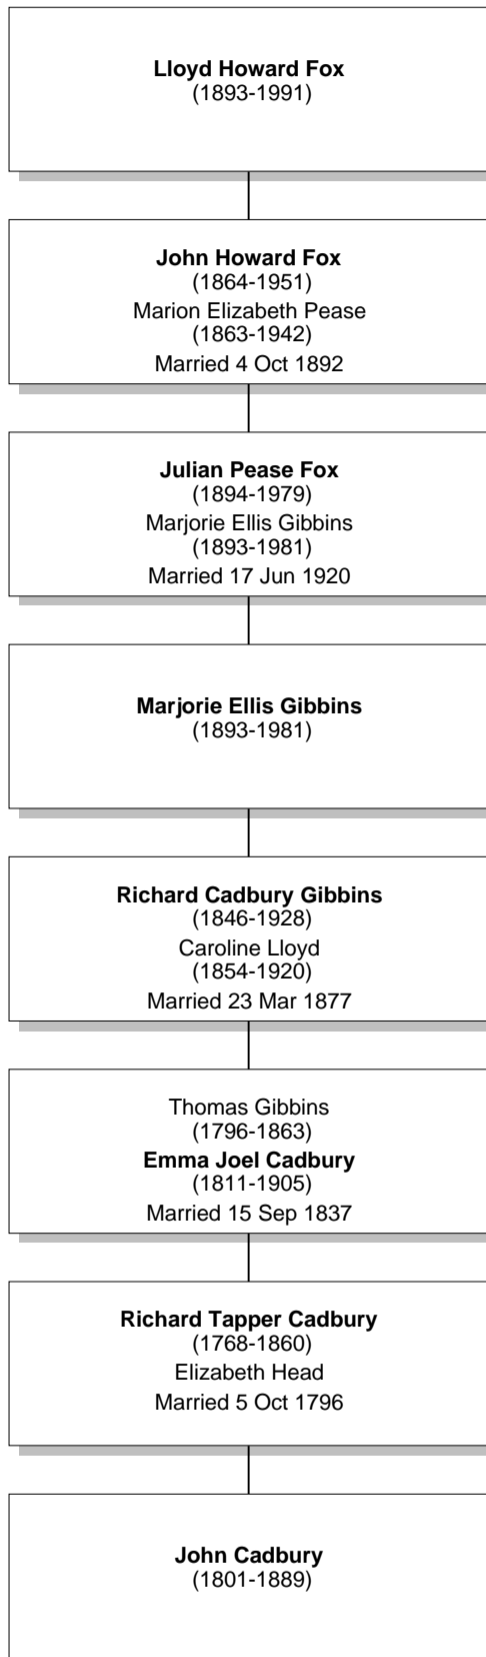 Lloyd Howard Fox
(1893-1991)
John Howard Fox
(1864-1951)
Marion Elizabeth Pease
(1863-1942)
Married 4 Oct 1892
Julian Pease Fox
(1894-1979)
Marjorie Ellis Gibbins
(1893-1981)
Married 17 Jun 1920
Marjorie Ellis Gibbins
(1893-1981)
Richard Cadbury Gibbins
(1846-1928)
Caroline Lloyd
(1854-1920)
Married 23 Mar 1877
Thomas Gibbins
(1796-1863)
Emma Joel Cadbury
(1811-1905)
Married 15 Sep 1837
Richard Tapper Cadbury
(1768-1860)
Elizabeth Head
Married 5 Oct 1796
John Cadbury
(1801-1889)